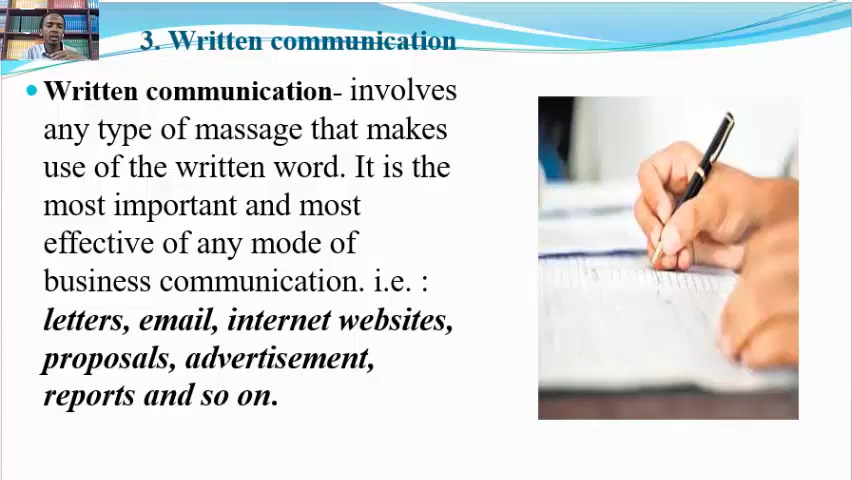 3. Written communication
• Written communication- involves
any type of massage that makes
use of the written word. It is the
most important and most
effective of any mode of
business communication. i.e. :
letters, email, internet websites,
proposals, advertisement,
reports and so on.